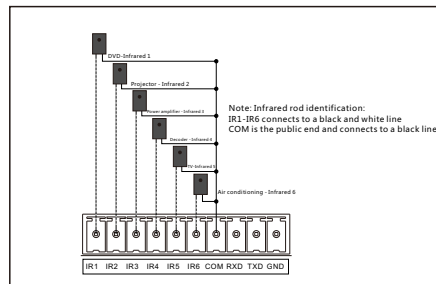 DVD-Infrared 1
Projector - Infrared 2
Power amplifier - Infrared 3
Decoder - Infrared 4
TV-Infrared 5
Air conditioning - Infrared 6
Note: Infrared rod identification:
IR1-IR6 connects to a black and white line
COM is the public end and connects to a black line
IR1 IR2 IR3 IR4 IR5 IR6 COM RXD TXD GND